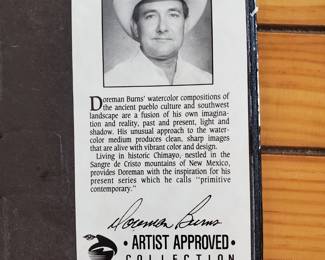 Doreman Burns' watercolor compositions of
the ancient pueblo culture and southwest
landscape are a fusion of his own imagina-
tion and reality, past and present, light and
shadow. His unusual approach to the water-
color medium produces clean, sharp images
that are alive with vibrant color and design.
Living in historic Chimayo, nestled in the
Sangre de Cristo mountains of New Mexico,
provides Doreman with the inspiration for his
present series which he calls "primitive
contemporary."
Doreman Burns
• ARTIST APPROVED •
COLLECTION